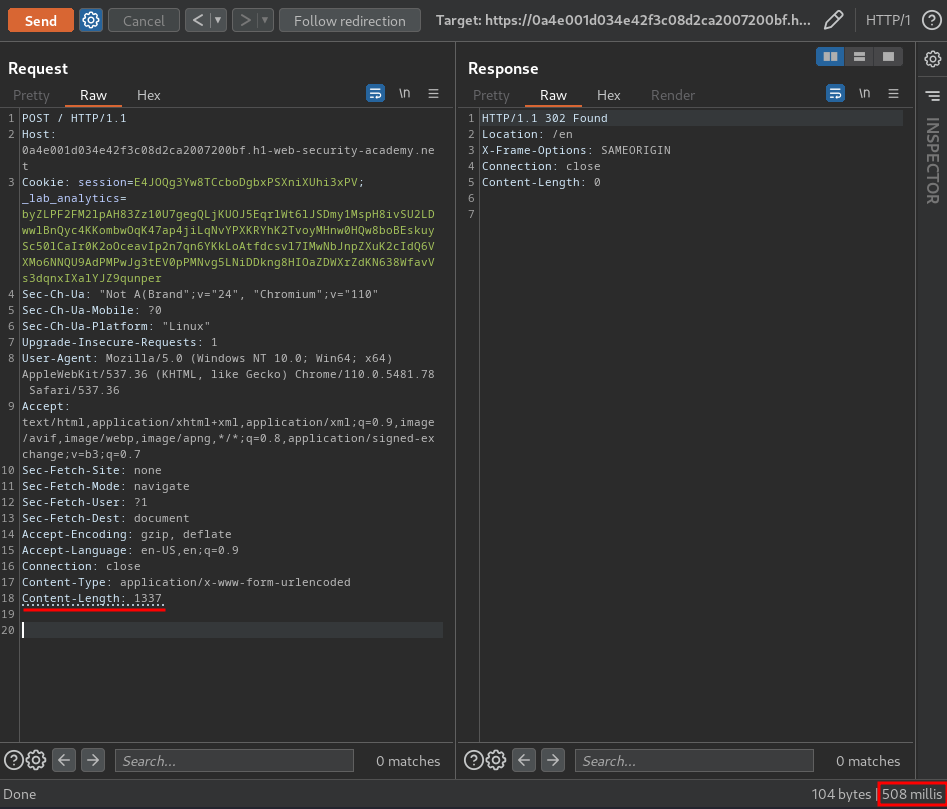 Send Cancel < > Follow redirection Target: https://0a4e001d034e42f3c08d2ca2007200bf.h... HTTP/1 ?
Request
Pretty Raw Hex \n
1 POST / HTTP/1.1
2 Host:
0a4e001d034e42f3c08d2ca2007200bf.h1-web-security-academy.ne
t
3 Cookie: session=E4JOQg3Yw8TCcboDgbxPSXniXUhi3xPV;
_lab_analytics=
byZLPF2FM2lpAH83Zz10U7gegQLjKUOJ5EqrlWt6lJSDmy1MspH8ivSU2LD
wwlBnQyc4KKombwOqK47ap4jiLqNvYPXKRYhK2TvoyMHnw0HQw8boBEskuy
Sc50lCaIr0K2oOceavIp2n7qn6YKkLoAtfdcsvl7IMwNbJnpZXuK2cIdQ6V
XMo6NNQU9AdPMPwJg3tEV0pPMNvg5LNiDDkng8HIOaZDWXrZdKN638WfavV
s3dqnxIXalYJZ9qunper
4 Sec-Ch-Ua: "Not A(Brand";v="24", "Chromium";v="110"
5 Sec-Ch-Ua-Mobile: ?0
6 Sec-Ch-Ua-Platform: "Linux"
7 Upgrade-Insecure-Requests: 1
8 User-Agent: Mozilla/5.0 (Windows NT 10.0; Win64; x64)
AppleWebKit/537.36 (KHTML, like Gecko) Chrome/110.0.5481.78
Safari/537.36
9 Accept:
text/html,application/xhtml+xml,application/xml;q=0.9,image
/avif,image/webp,image/apng,*/*;q=0.8,application/signed-ex
change;v=b3;q=0.7
10 Sec-Fetch-Site: none
11 Sec-Fetch-Mode: navigate
12 Sec-Fetch-User: ?1
13 Sec-Fetch-Dest: document
14 Accept-Encoding: gzip, deflate
15 Accept-Language: en-US,en;q=0.9
16 Connection: close
17 Content-Type: application/x-www-form-urlencoded
18 Content-Length: 1337
19
20
? Search... 0 matches
Response
Pretty Raw Hex Render \n
1 HTTP/1.1 302 Found
2 Location: /en
3 X-Frame-Options: SAMEORIGIN
4 Connection: close
5 Content-Length: 0
6
7
? Search... 0 matches
INSPECTOR
Done 104 bytes | 508 millis